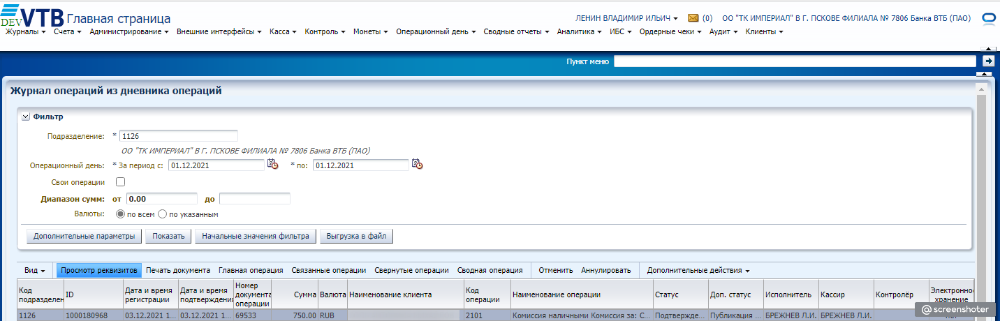 DEV VTB Главная страница
ЛЕНИН ВЛАДИМИР ИЛЬИЧ (0) ОО "ТК ИМПЕРИАЛ" В Г. ПСКОВЕ ФИЛИАЛА № 7806 Банка ВТБ (ПАО)
Журналы Счета Администрирование Внешние интерфейсы Касса Контроль Монеты Операционный день Сводные отчеты Аналитика ИБС Ордерные чеки Аудит Клиенты
Пункт меню
Журнал операций из дневника операций
Фильтр
Подразделение: * 1126
ОО "ТК ИМПЕРИАЛ" В Г. ПСКОВЕ ФИЛИАЛА № 7806 Банка ВТБ (ПАО)
Операционный день: * За период с: 01.12.2021 * по: 01.12.2021
Свои операции
Диапазон сумм: от 0.00 до
Валюты: по всем по указанным
Дополнительные параметры Показать Начальные значения фильтра Выгрузка в файл
Вид Просмотр реквизитов Печать документа Главная операция Связанные операции Свернутые операции Сводная операция Отменить Аннулировать Дополнительные действия
Код подразделен ID Дата и время регистрации Дата и время подтверждения Номер документа операции Сумма Валюта Наименование клиента Код операции Наименование операции Статус Доп. статус Исполнитель Кассир Контролёр Электронное хранение
1126 1000180968 03.12.2021 1... 03.12.2021 1... 69533 750.00 RUB 2101 Комиссия наличными Комиссия за: С... Подтвержде... Публикация ... БРЕЖНЕВ Л.И. БРЕЖНЕВ Л.И.
@screenshoter